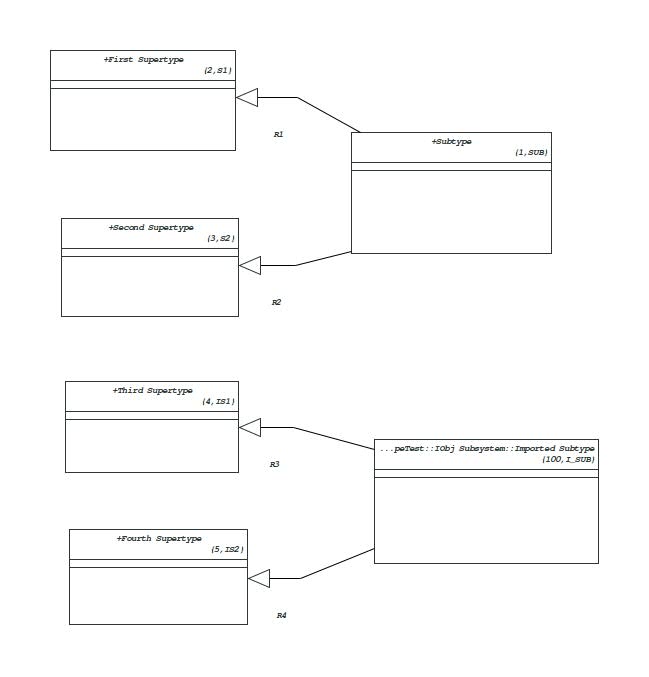 +First Supertype
(2,S1)
R1
+Subtype
(1,SUB)
+Second Supertype
(3,S2)
R2
+Third Supertype
(4,IS1)
R3
...peTest::IObj Subsystem::Imported Subtype
(100,I_SUB)
+Fourth Supertype
(5,IS2)
R4